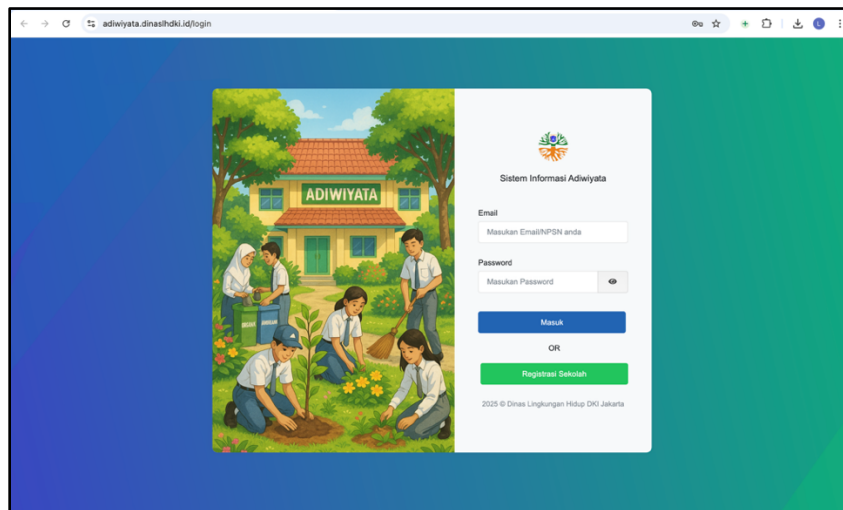 adiwiyata.dinaslhdki.id/login
L
ADIWIYATA
Sistem Informasi Adiwiyata
Email
Masukan Email/NPSN anda
Password
Masukan Password
Masuk
OR
Registrasi Sekolah
2025 © Dinas Lingkungan Hidup DKI Jakarta